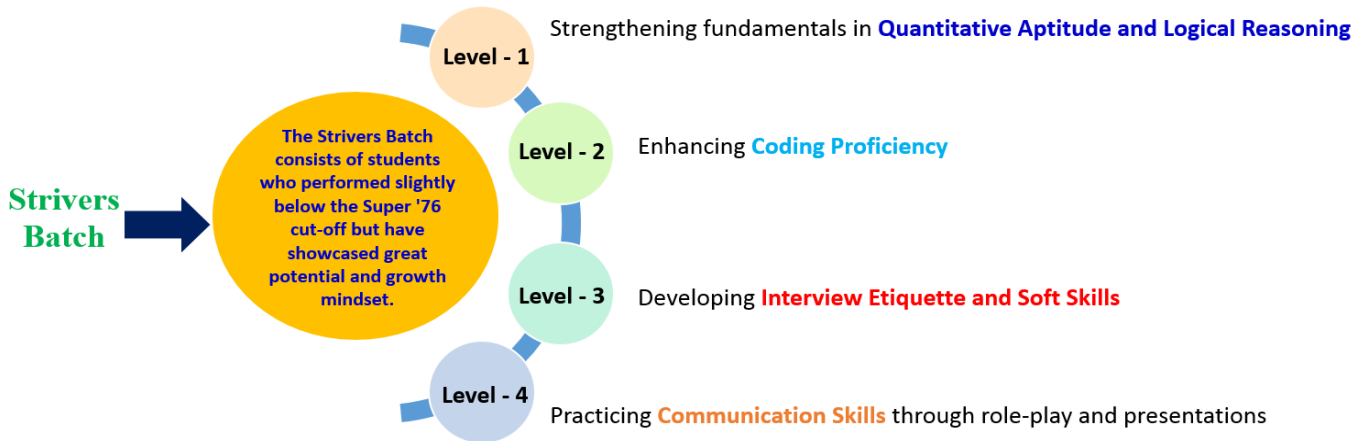 Strivers
Batch
The Strivers Batch
consists of students
who performed slightly
below the Super '76
cut-off but have
showcased great
potential and growth
mindset.
Level - 1
Strengthening fundamentals in Quantitative Aptitude and Logical Reasoning
Level - 2
Enhancing Coding Proficiency
Level - 3
Developing Interview Etiquette and Soft Skills
Level - 4
Practicing Communication Skills through role-play and presentations